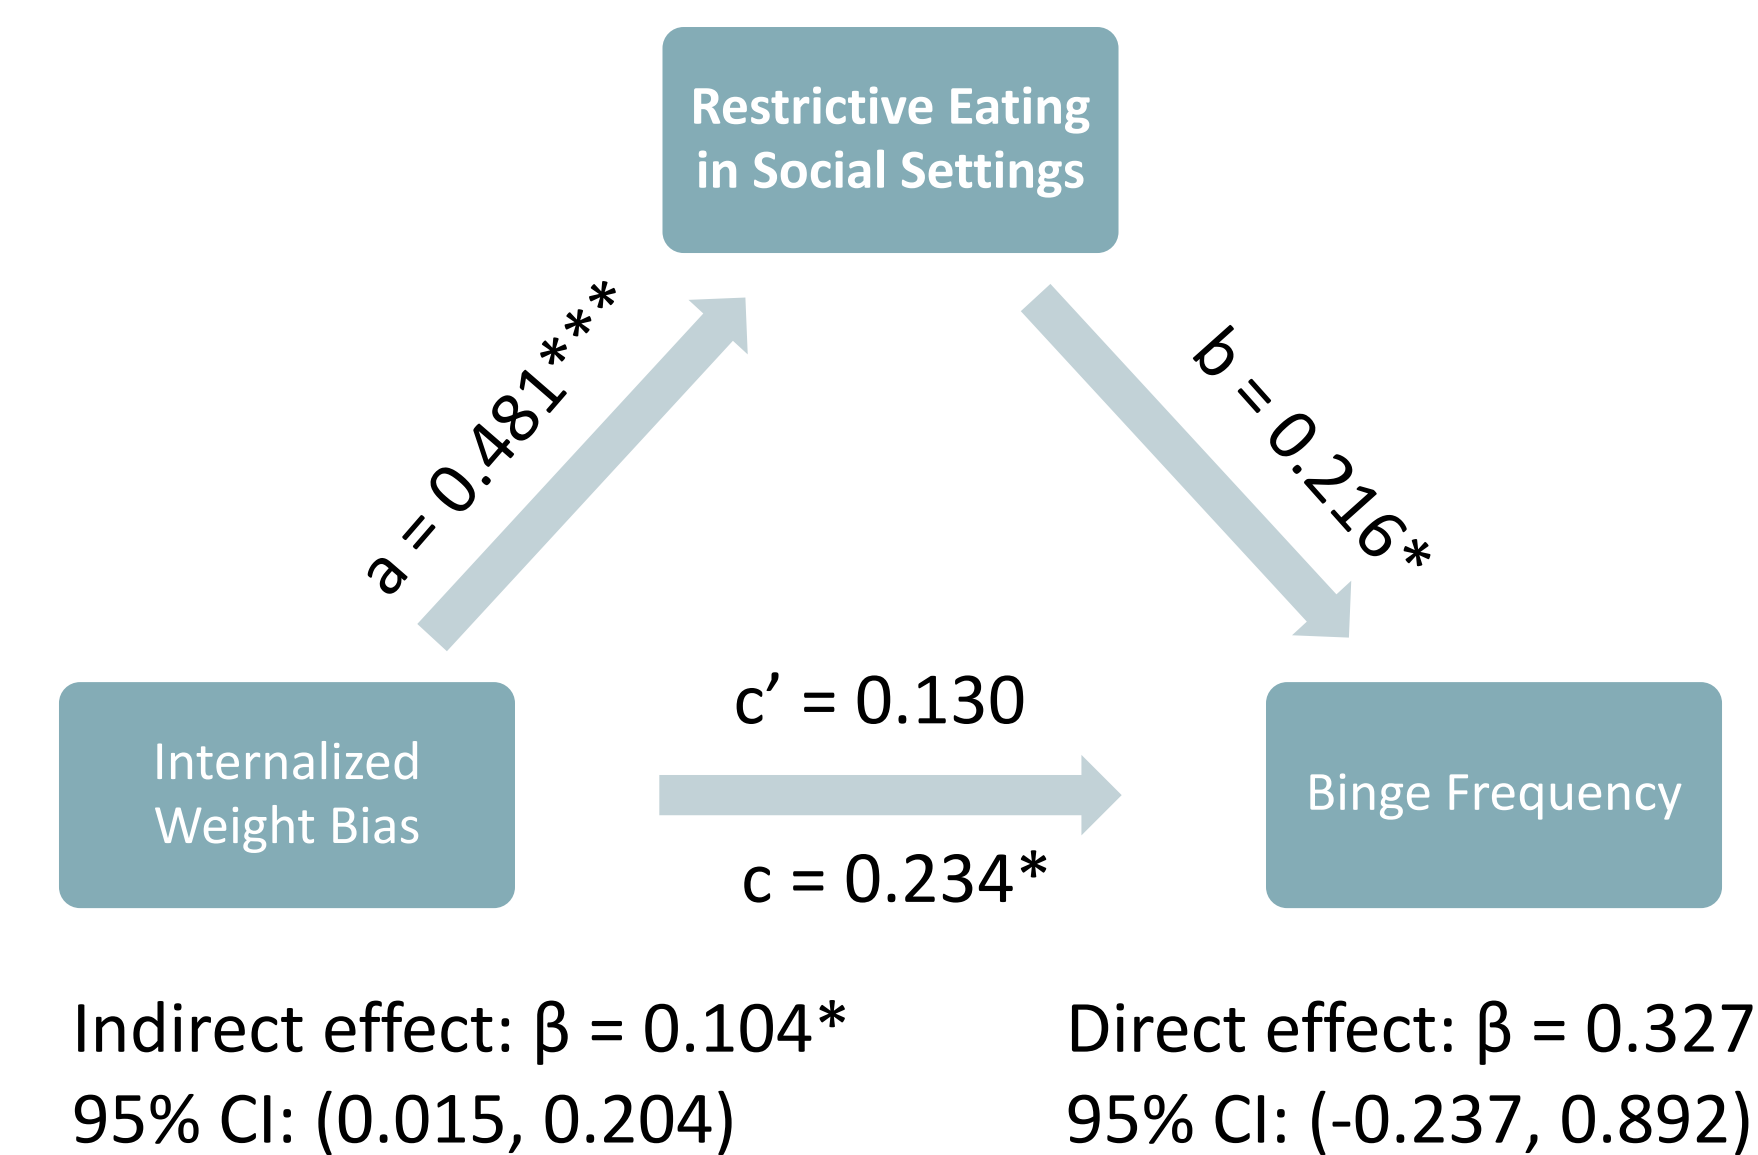 Restrictive Eating
in Social Settings
a = 0.481***
b = 0.216*
c’ = 0.130
Internalized
Weight Bias
Binge Frequency
c = 0.234*
Indirect effect: β = 0.104*
95% CI: (0.015, 0.204)
Direct effect: β = 0.327
95% CI: (-0.237, 0.892)